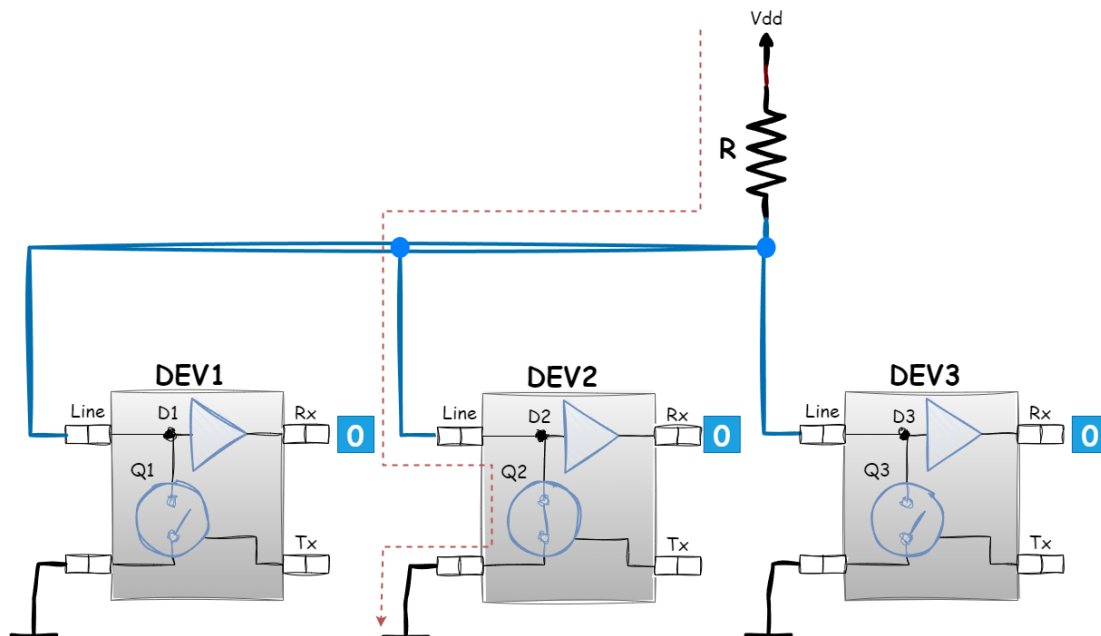 Vdd
R
DEV1
DEV2
DEV3
Line
D1
Rx
0
Line
D2
Rx
0
Line
D3
Rx
0
Q1
Q2
Q3
Tx
Tx
Tx